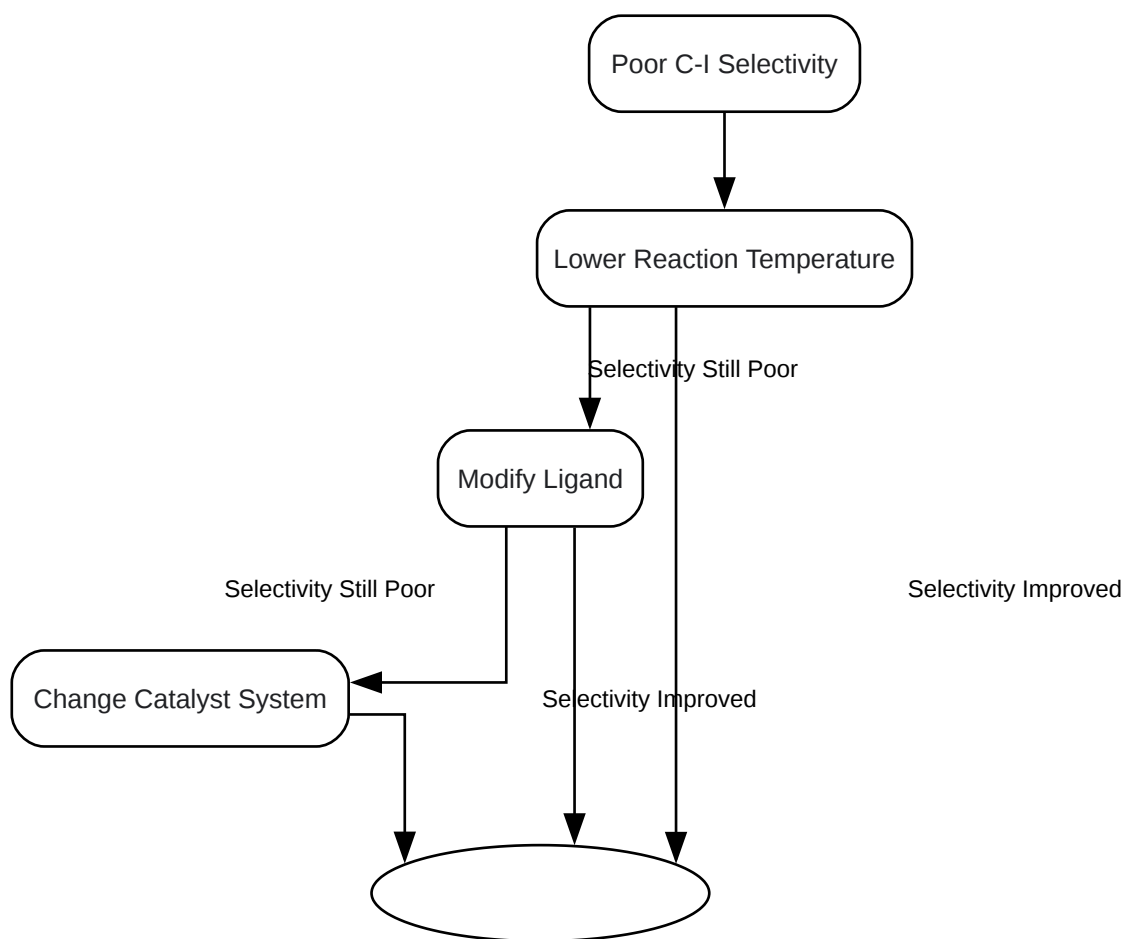 Poor C-I Selectivity
Lower Reaction Temperature
Selectivity Still Poor
Modify Ligand
Selectivity Still Poor
Selectivity Improved
Change Catalyst System
Selectivity Improved